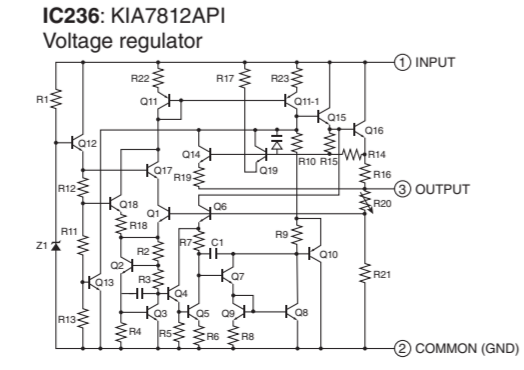 IC236: KIA7812API
Voltage regulator
1 INPUT
R22 R17 R23
R1 Q11 Q11-1 Q15
Q12 Q16
Q14 R10 R15 R14
Q17 Q19 R16
R12 R19 3 OUTPUT
Q18 Q1 Q6 R20
R18
R11 R7 C1 R9
Z1 R2 Q10
Q2 Q7 R21
Q13 R3 Q4
R13 Q3 Q5 Q9 Q8
R4 R5 R6 R8
2 COMMON (GND)